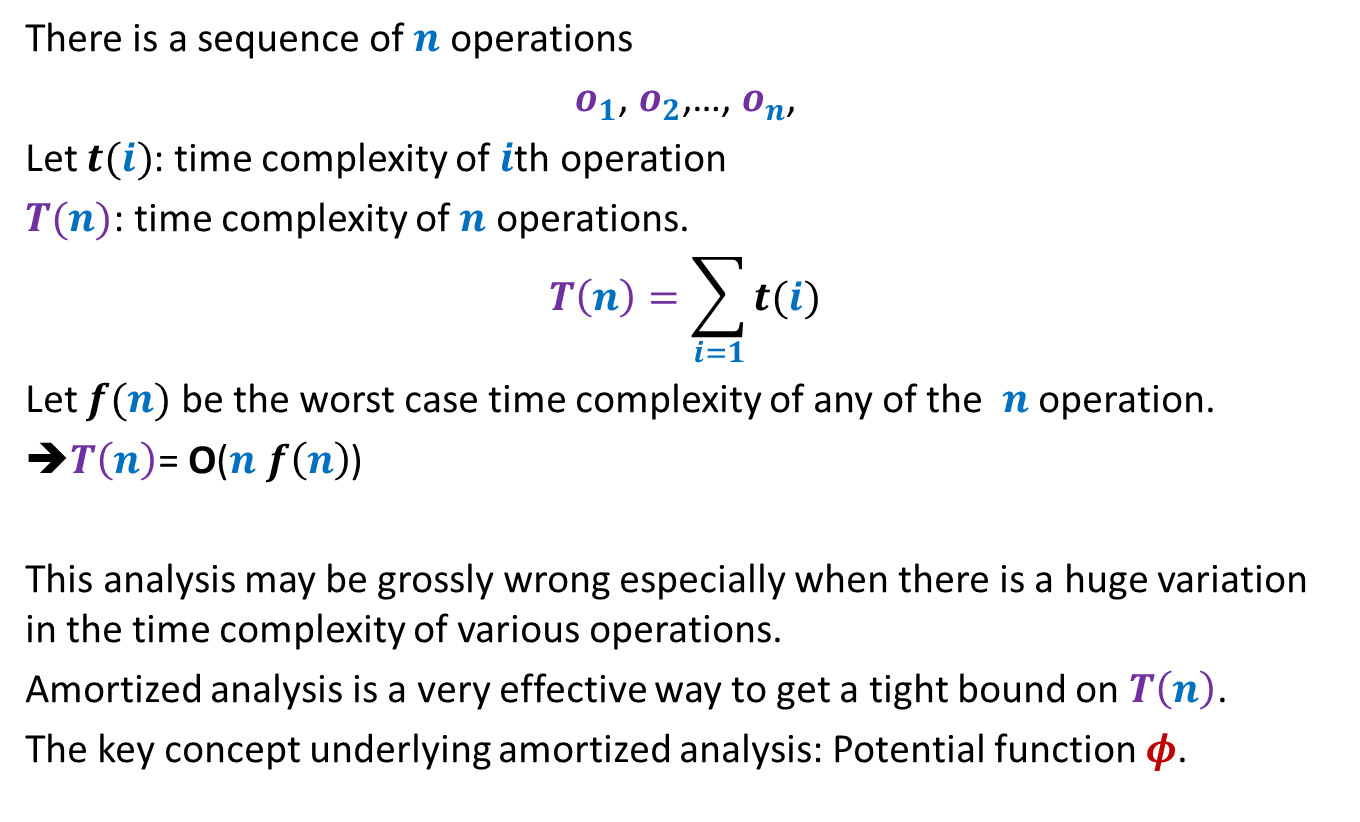 There is a sequence of n operations
o₁, o₂,…, oₙ,
Let t(i): time complexity of ith operation
T(n): time complexity of n operations.
T(n) = ∑ t(i)
i=1
Let f(n) be the worst case time complexity of any of the n operation.
➔T(n)= O(n f(n))
This analysis may be grossly wrong especially when there is a huge variation
in the time complexity of various operations.
Amortized analysis is a very effective way to get a tight bound on T(n).
The key concept underlying amortized analysis: Potential function ϕ.